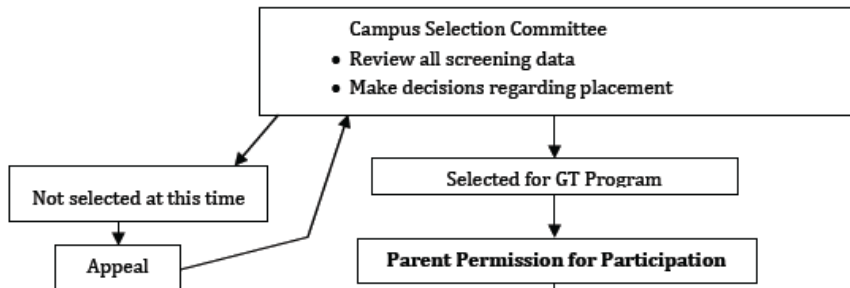 Campus Selection Committee
• Review all screening data
• Make decisions regarding placement
Not selected at this time
Selected for GT Program
Appeal
Parent Permission for Participation